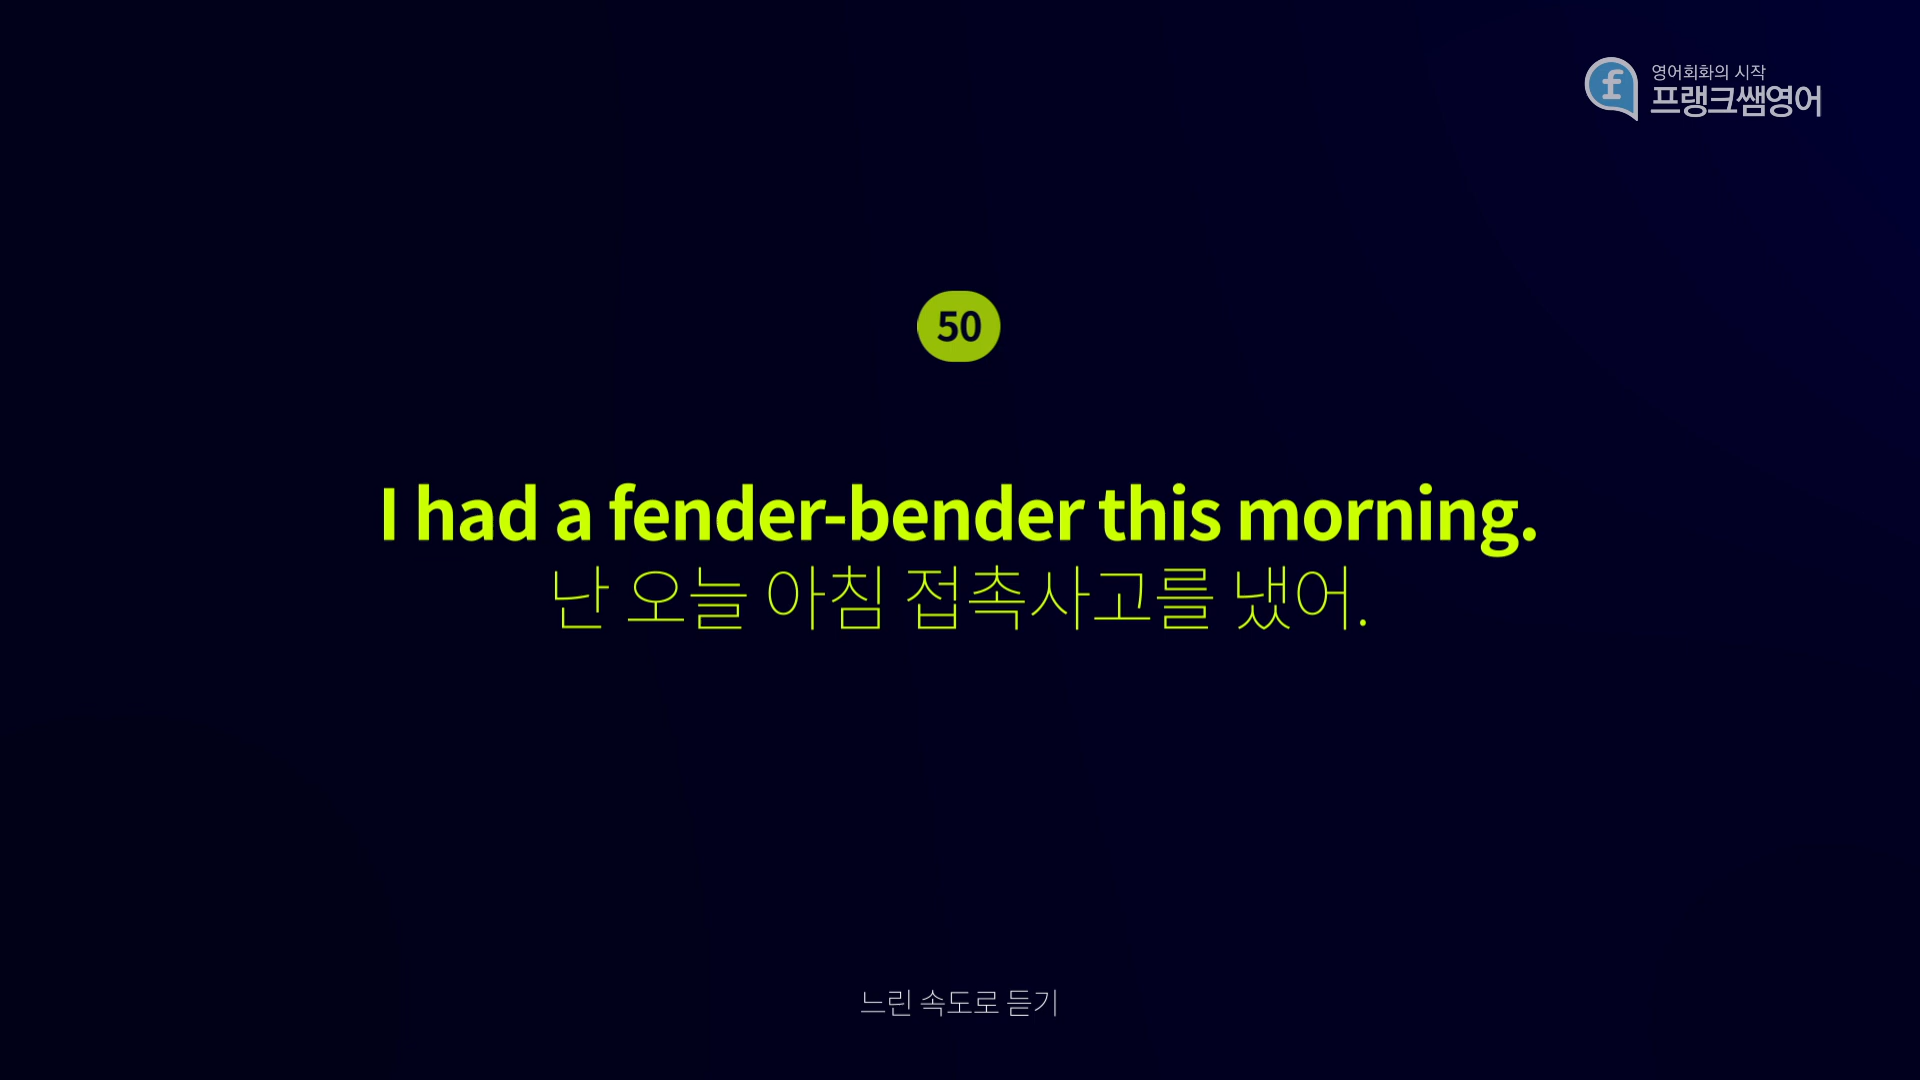 영어회화의 시작
프랭크쌤영어
50
I had a fender-bender this morning.
난 오늘 아침 접촉사고를 냈어.
느린 속도로 듣기